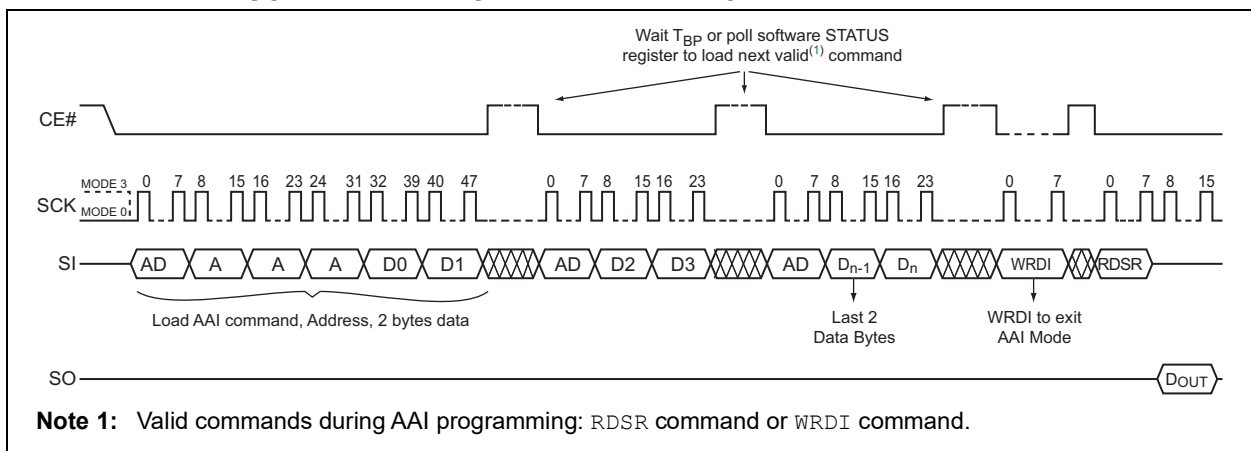 Wait TBP or poll software STATUS
register to load next valid(1) command
CE#
MODE 3
MODE 0
SCK
0 7 8 15 16 23 24 31 32 39 40 47 0 7 8 15 16 23 0 7 8 15 16 23 0 7 0 7 8 15
SI
AD A A A D0 D1 AD D2 D3 AD Dn-1 Dn WRDI RDSR
Load AAI command, Address, 2 bytes data
Last 2
Data Bytes
WRDI to exit
AAI Mode
SO
DOUT
Note 1: Valid commands during AAI programming: RDSR command or WRDI command.